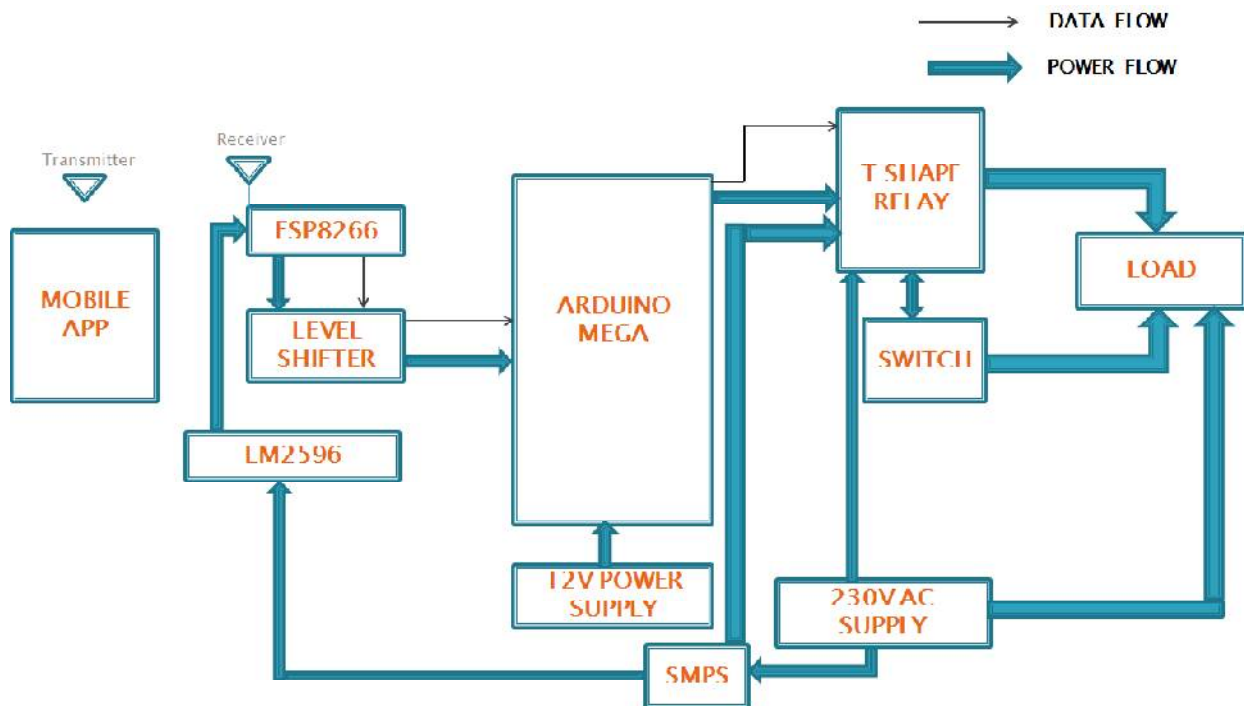 DATA FLOW
POWER FLOW
Receiver
Transmitter
T SHAPE
RELAY
ESP8266
LOAD
MOBILE
APP
ARDUINO
MEGA
LEVEL
SHIFTER
SWITCH
LM2596
12V POWER
SUPPLY
230V AC
SUPPLY
SMPS